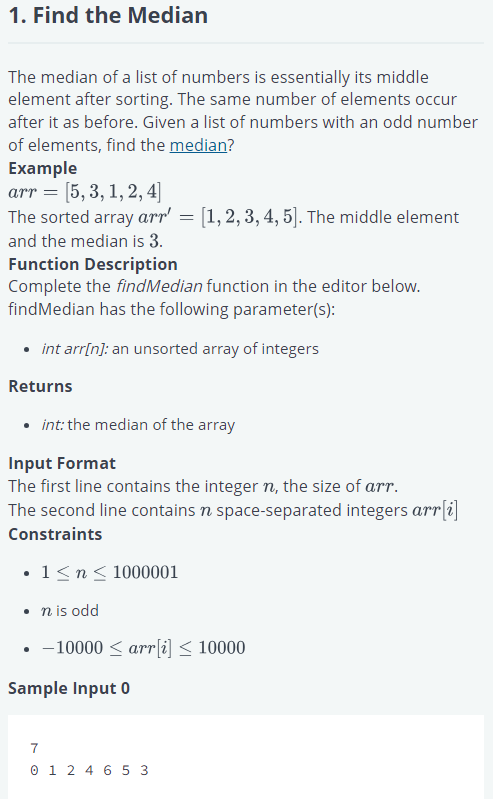 1. Find the Median
The median of a list of numbers is essentially its middle
element after sorting. The same number of elements occur
after it as before. Given a list of numbers with an odd number
of elements, find the median?
Example
arr = [5, 3, 1, 2, 4]
The sorted array arr′ = [1, 2, 3, 4, 5]. The middle element
and the median is 3.
Function Description
Complete the findMedian function in the editor below.
findMedian has the following parameter(s):
• int arr[n]: an unsorted array of integers
Returns
• int: the median of the array
Input Format
The first line contains the integer n, the size of arr.
The second line contains n space-separated integers arr[i]
Constraints
• 1 ≤ n ≤ 1000001
• n is odd
• −10000 ≤ arr[i] ≤ 10000
Sample Input 0
7
0 1 2 4 6 5 3